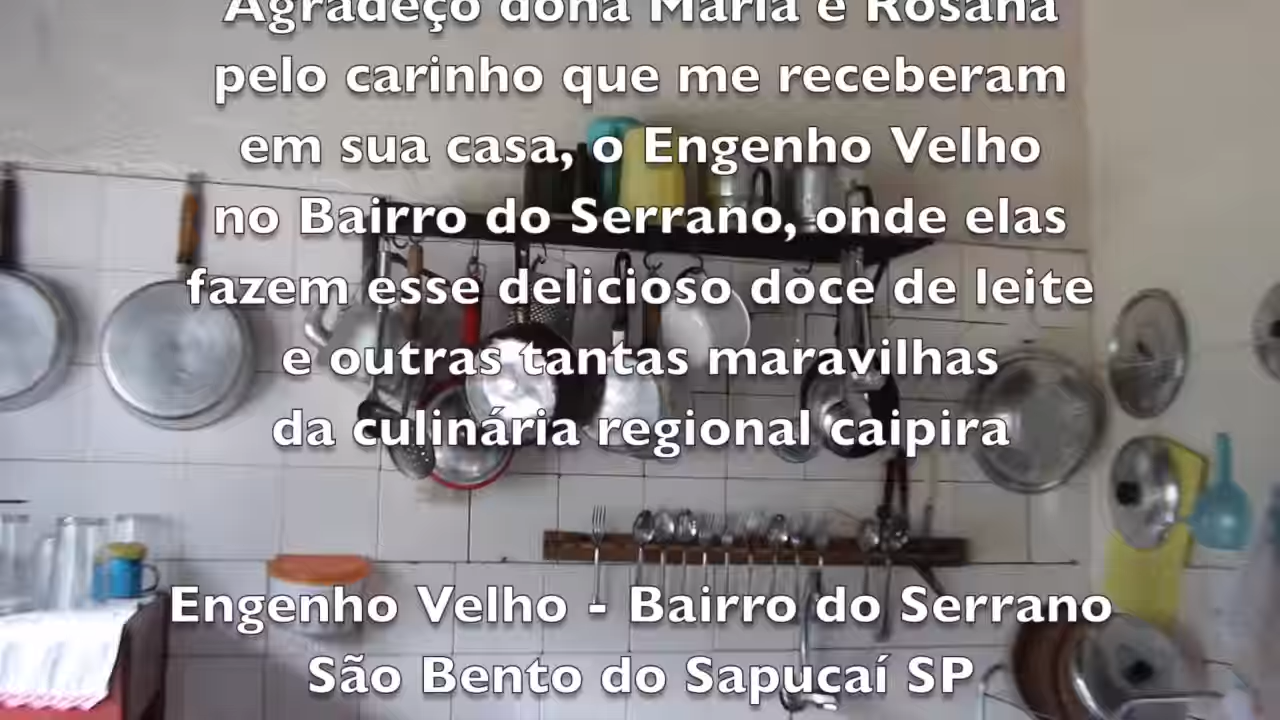 Agradeço dona Maria e Rosana
pelo carinho que me receberam
em sua casa, o Engenho Velho
no Bairro do Serrano, onde elas
fazem esse delicioso doce de leite
e outras tantas maravilhas
da culinária regional caipira
Engenho Velho - Bairro do Serrano
São Bento do Sapuçaí SP